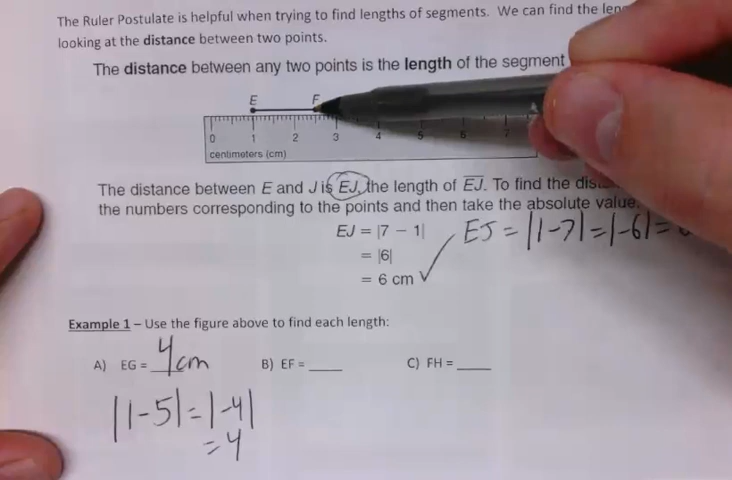 The Ruler Postulate is helpful when trying to find lengths of segments. We can find the
looking at the distance between two points.
The distance between any two points is the length of the segment
E F
0 1 2 3 4 5 6 7
centimeters (cm)
The distance between E and J is EJ, the length of EJ. To find the
the numbers corresponding to the points and then take the absolute value.
EJ = |7 − 1|
= |6|
= 6 cm ✓
EJ = |1-7| = |-6| =
Example 1 – Use the figure above to find each length:
A) EG = 4cm B) EF = ____ C) FH = ____
|1-5| = |-4|
= 4